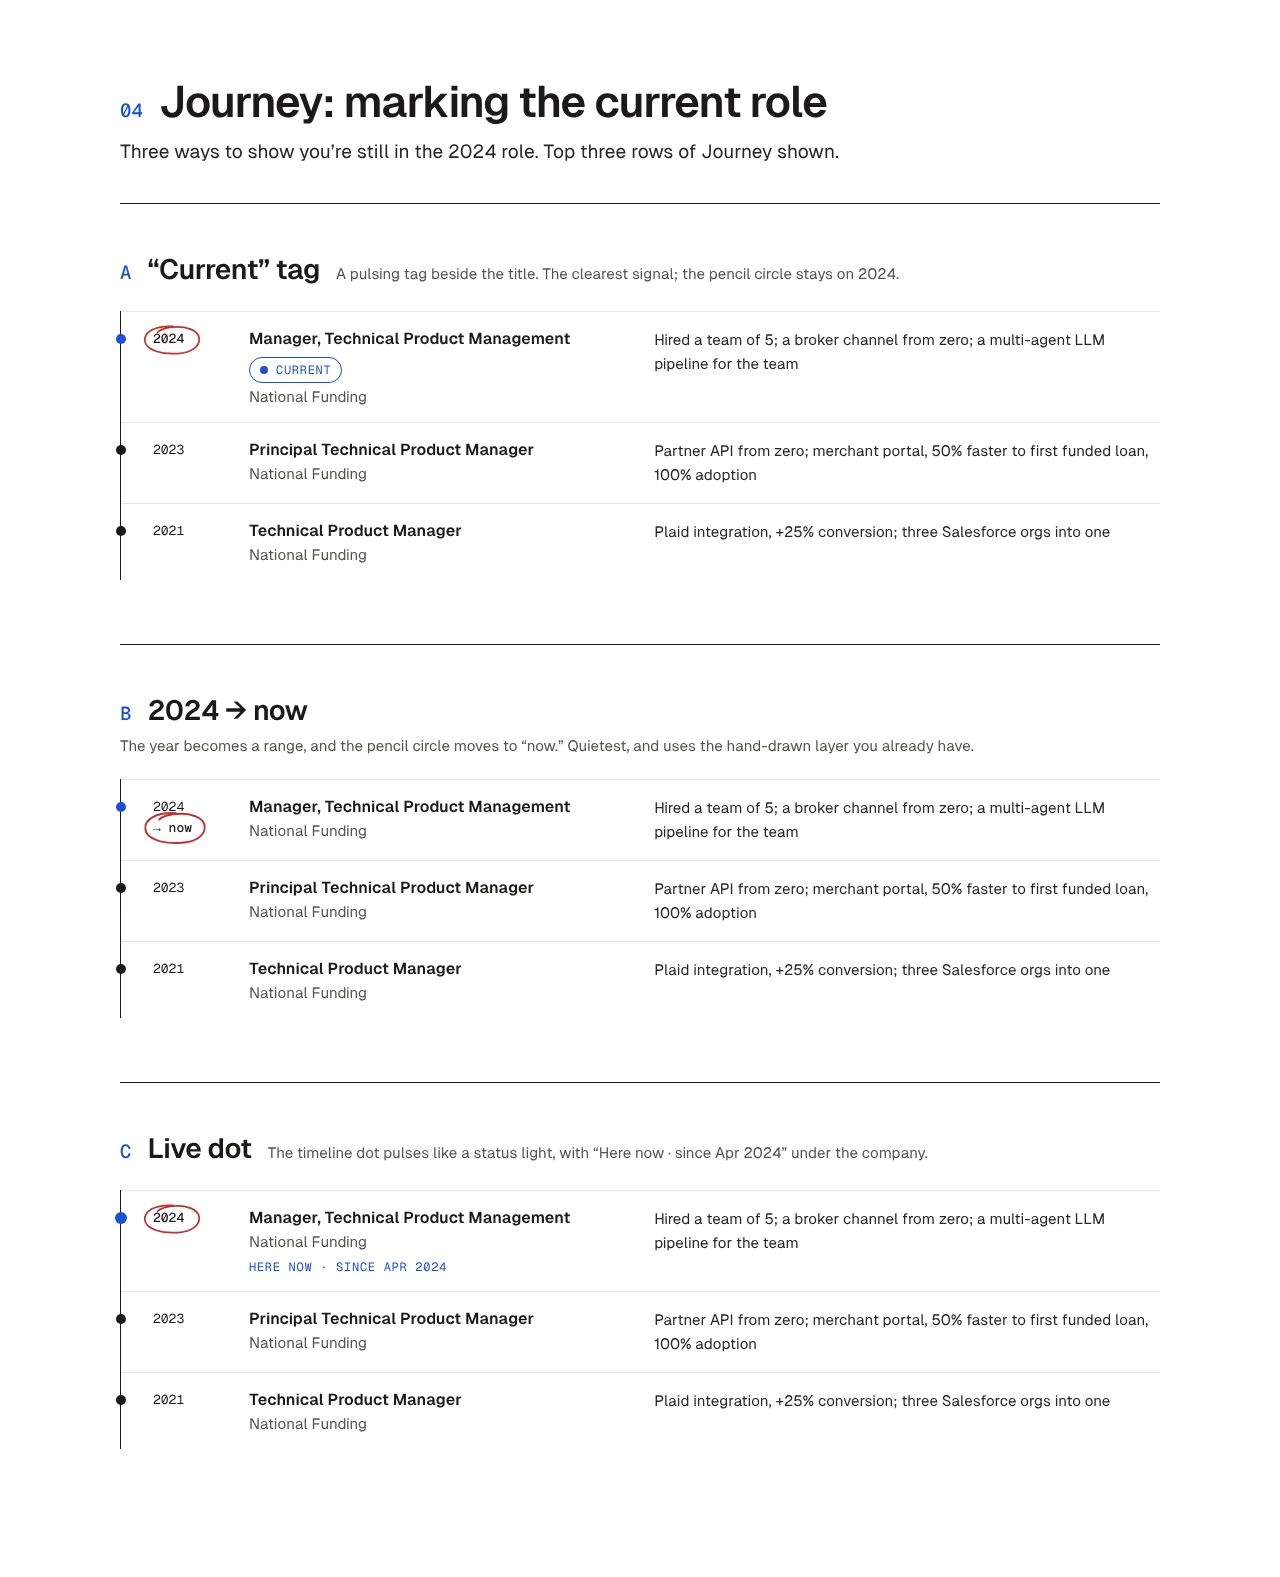 04 Journey: marking the current role
Three ways to show you’re still in the 2024 role. Top three rows of Journey shown.
A “Current” tag A pulsing tag beside the title. The clearest signal; the pencil circle stays on 2024.
2024 Manager, Technical Product Management Hired a team of 5; a broker channel from zero; a multi-agent LLM
pipeline for the team
CURRENT
National Funding
2023 Principal Technical Product Manager Partner API from zero; merchant portal, 50% faster to first funded loan,
National Funding 100% adoption
2021 Technical Product Manager Plaid integration, +25% conversion; three Salesforce orgs into one
National Funding
B 2024 → now
The year becomes a range, and the pencil circle moves to “now.” Quietest, and uses the hand-drawn layer you already have.
2024 Manager, Technical Product Management Hired a team of 5; a broker channel from zero; a multi-agent LLM
→ now National Funding pipeline for the team
2023 Principal Technical Product Manager Partner API from zero; merchant portal, 50% faster to first funded loan,
National Funding 100% adoption
2021 Technical Product Manager Plaid integration, +25% conversion; three Salesforce orgs into one
National Funding
C Live dot The timeline dot pulses like a status light, with “Here now · since Apr 2024” under the company.
2024 Manager, Technical Product Management Hired a team of 5; a broker channel from zero; a multi-agent LLM
National Funding pipeline for the team
HERE NOW · SINCE APR 2024
2023 Principal Technical Product Manager Partner API from zero; merchant portal, 50% faster to first funded loan,
National Funding 100% adoption
2021 Technical Product Manager Plaid integration, +25% conversion; three Salesforce orgs into one
National Funding